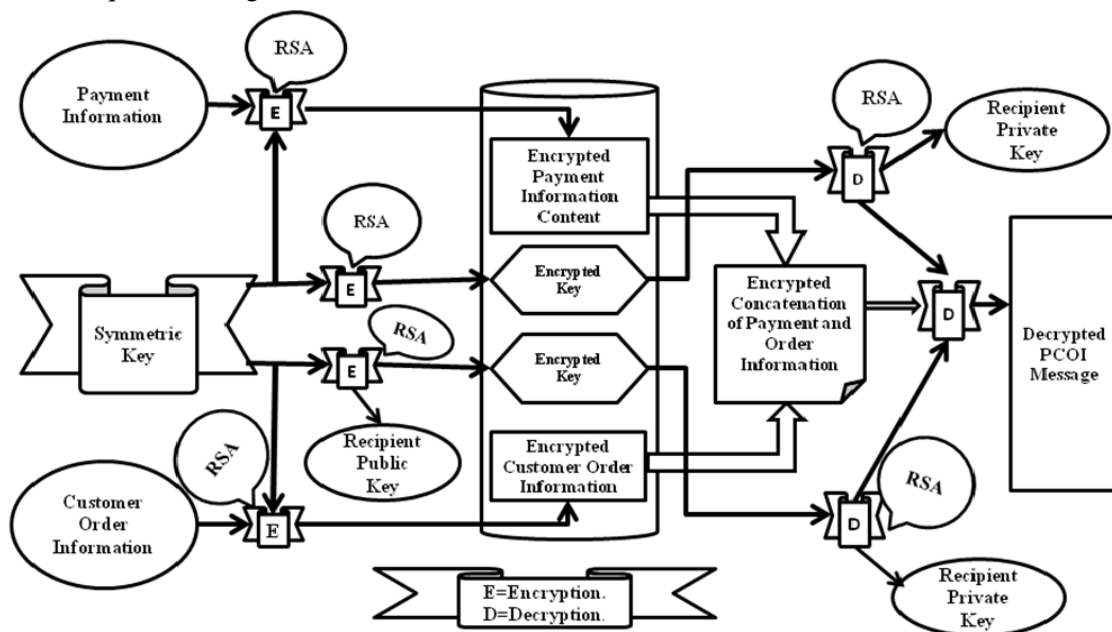 RSA
Payment
Information
E
RSA
Recipient
Private
Key
D
Encrypted
Payment
Information
Content
RSA
E
Encrypted
Key
Symmetric
Key
Encrypted
Concatenation
of Payment and
Order
Information
D
Decrypted
PCOI
Message
RSA
E
Encrypted
Key
Recipient
Public
Key
Encrypted
Customer Order
Information
RSA
Customer
Order
Information
E
RSA
D
E=Encryption.
D=Decryption.
Recipient
Private
Key